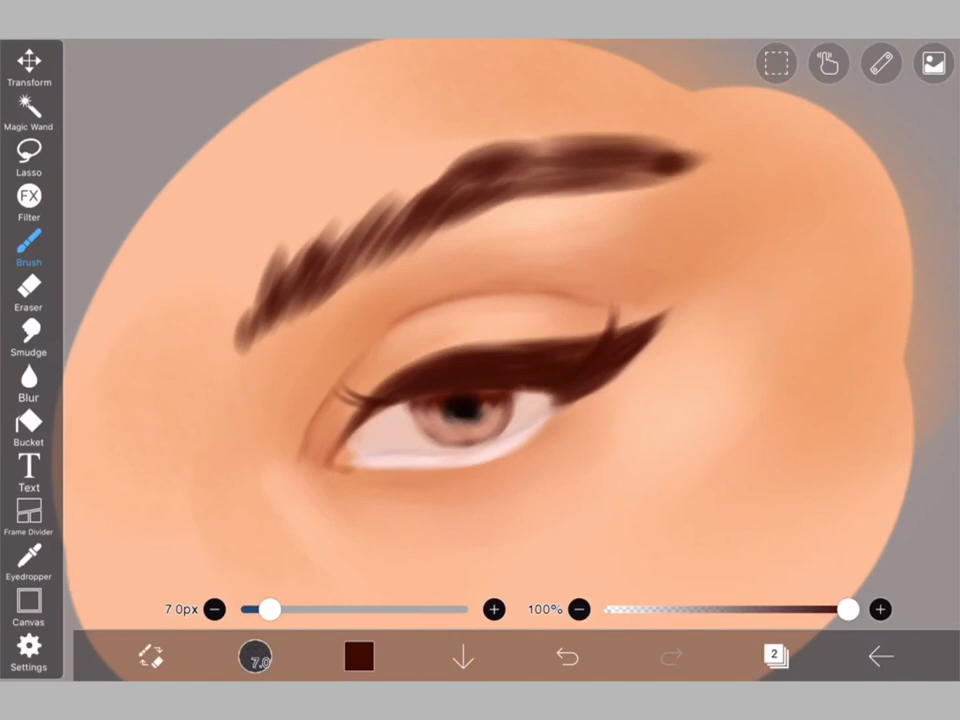 Transform
Magic Wand
Lasso
FX
Filter
Brush
Eraser
Smudge
Blur
Bucket
T
Text
Frame Divider
Eyedropper
Canvas
Settings
7.0px
100%
7.0
2